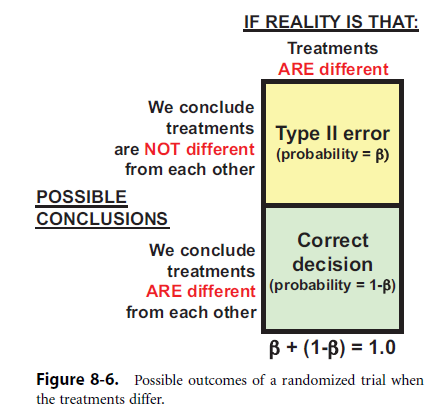 IF REALITY IS THAT:
Treatments
ARE different
We conclude
treatments
are NOT different
from each other
Type II error
(probability = β)
POSSIBLE
CONCLUSIONS
We conclude
treatments
ARE different
from each other
Correct
decision
(probability = 1-β)
β + (1-β) = 1.0
Figure 8-6. Possible outcomes of a randomized trial when
the treatments differ.